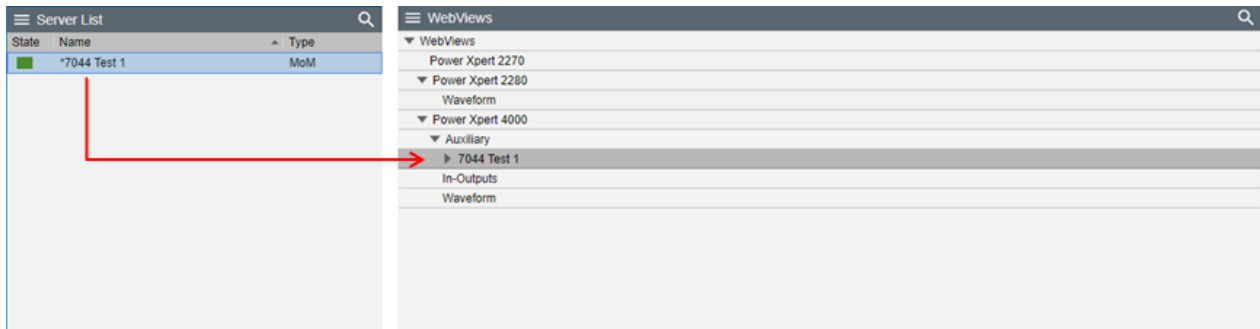 Server List
State Name Type
*7044 Test 1 MoM
WebViews
WebViews
Power Xpert 2270
Power Xpert 2280
Waveform
Power Xpert 4000
Auxiliary
7044 Test 1
In-Outputs
Waveform